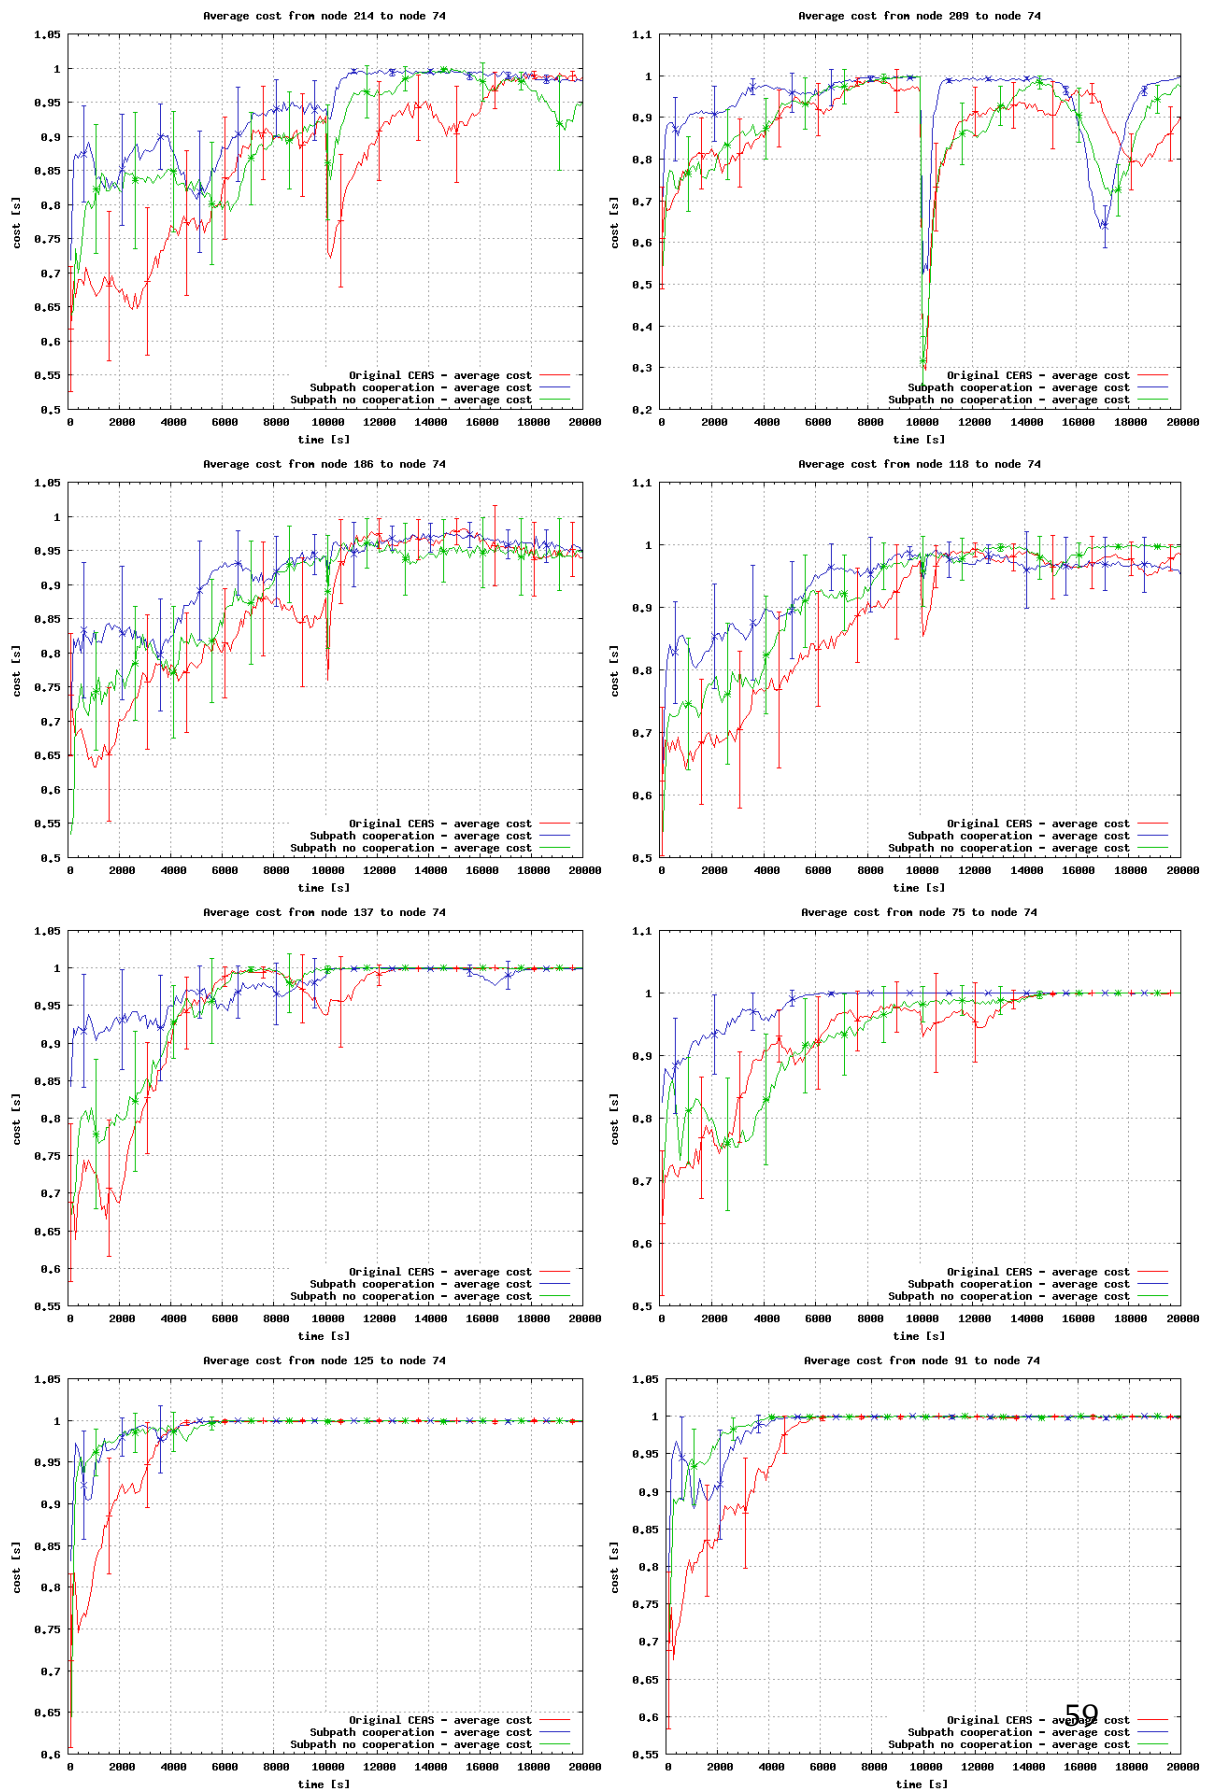 Average cost from node 214 to node 74
1.05
1
0.95
0.9
0.85
0.8
0.75
0.7
0.65
0.6
0.55
0.5
cost [s]
Original CEAS - average cost
Subpath cooperation - average cost
Subpath no cooperation - average cost
0 2000 4000 6000 8000 10000 12000 14000 16000 18000 20000
time [s]
Average cost from node 209 to node 74
1.1
1
0.9
0.8
0.7
0.6
0.5
0.4
0.3
0.2
cost [s]
Original CEAS - average cost
Subpath cooperation - average cost
Subpath no cooperation - average cost
0 2000 4000 6000 8000 10000 12000 14000 16000 18000 20000
time [s]
Average cost from node 186 to node 74
1.05
1
0.95
0.9
0.85
0.8
0.75
0.7
0.65
0.6
0.55
0.5
cost [s]
Original CEAS - average cost
Subpath cooperation - average cost
Subpath no cooperation - average cost
0 2000 4000 6000 8000 10000 12000 14000 16000 18000 20000
time [s]
Average cost from node 118 to node 74
1.1
1
0.9
0.8
0.7
0.6
0.5
cost [s]
Original CEAS - average cost
Subpath cooperation - average cost
Subpath no cooperation - average cost
0 2000 4000 6000 8000 10000 12000 14000 16000 18000 20000
time [s]
Average cost from node 137 to node 74
1.05
1
0.95
0.9
0.85
0.8
0.75
0.7
0.65
0.6
0.55
cost [s]
Original CEAS - average cost
Subpath cooperation - average cost
Subpath no cooperation - average cost
0 2000 4000 6000 8000 10000 12000 14000 16000 18000 20000
time [s]
Average cost from node 75 to node 74
1.1
1
0.9
0.8
0.7
0.6
0.5
cost [s]
Original CEAS - average cost
Subpath cooperation - average cost
Subpath no cooperation - average cost
0 2000 4000 6000 8000 10000 12000 14000 16000 18000 20000
time [s]
Average cost from node 125 to node 74
1.05
1
0.95
0.9
0.85
0.8
0.75
0.7
0.65
0.6
cost [s]
Original CEAS - average cost
Subpath cooperation - average cost
Subpath no cooperation - average cost
0 2000 4000 6000 8000 10000 12000 14000 16000 18000 20000
time [s]
Average cost from node 91 to node 74
1.05
1
0.95
0.9
0.85
0.8
0.75
0.7
0.65
0.6
0.55
cost [s]
Original CEAS - average cost
Subpath cooperation - average cost
Subpath no cooperation - average cost
0 2000 4000 6000 8000 10000 12000 14000 16000 18000 20000
time [s]
59